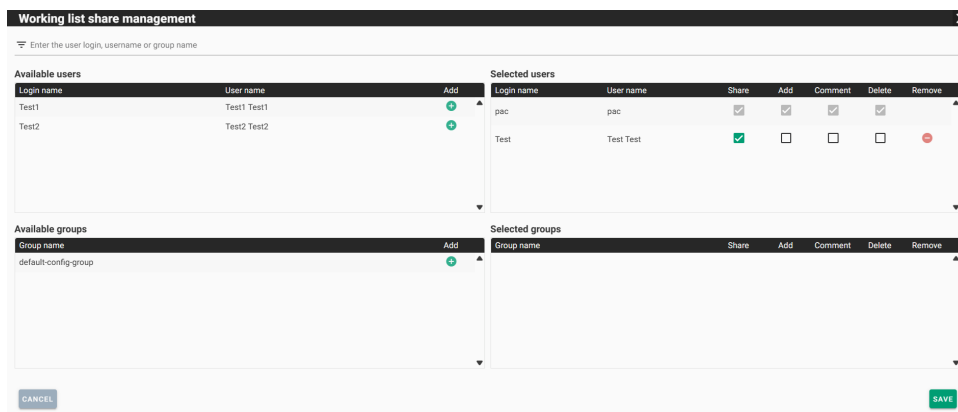 Working list share management
Enter the user login, username or group name
Available users
Login name User name Add
Test1 Test1 Test1
Test2 Test2 Test2
Selected users
Login name User name Share Add Comment Delete Remove
pac pac
Test Test Test
Available groups
Group name Add
default-config-group
Selected groups
Group name Share Add Comment Delete Remove
CANCEL
SAVE